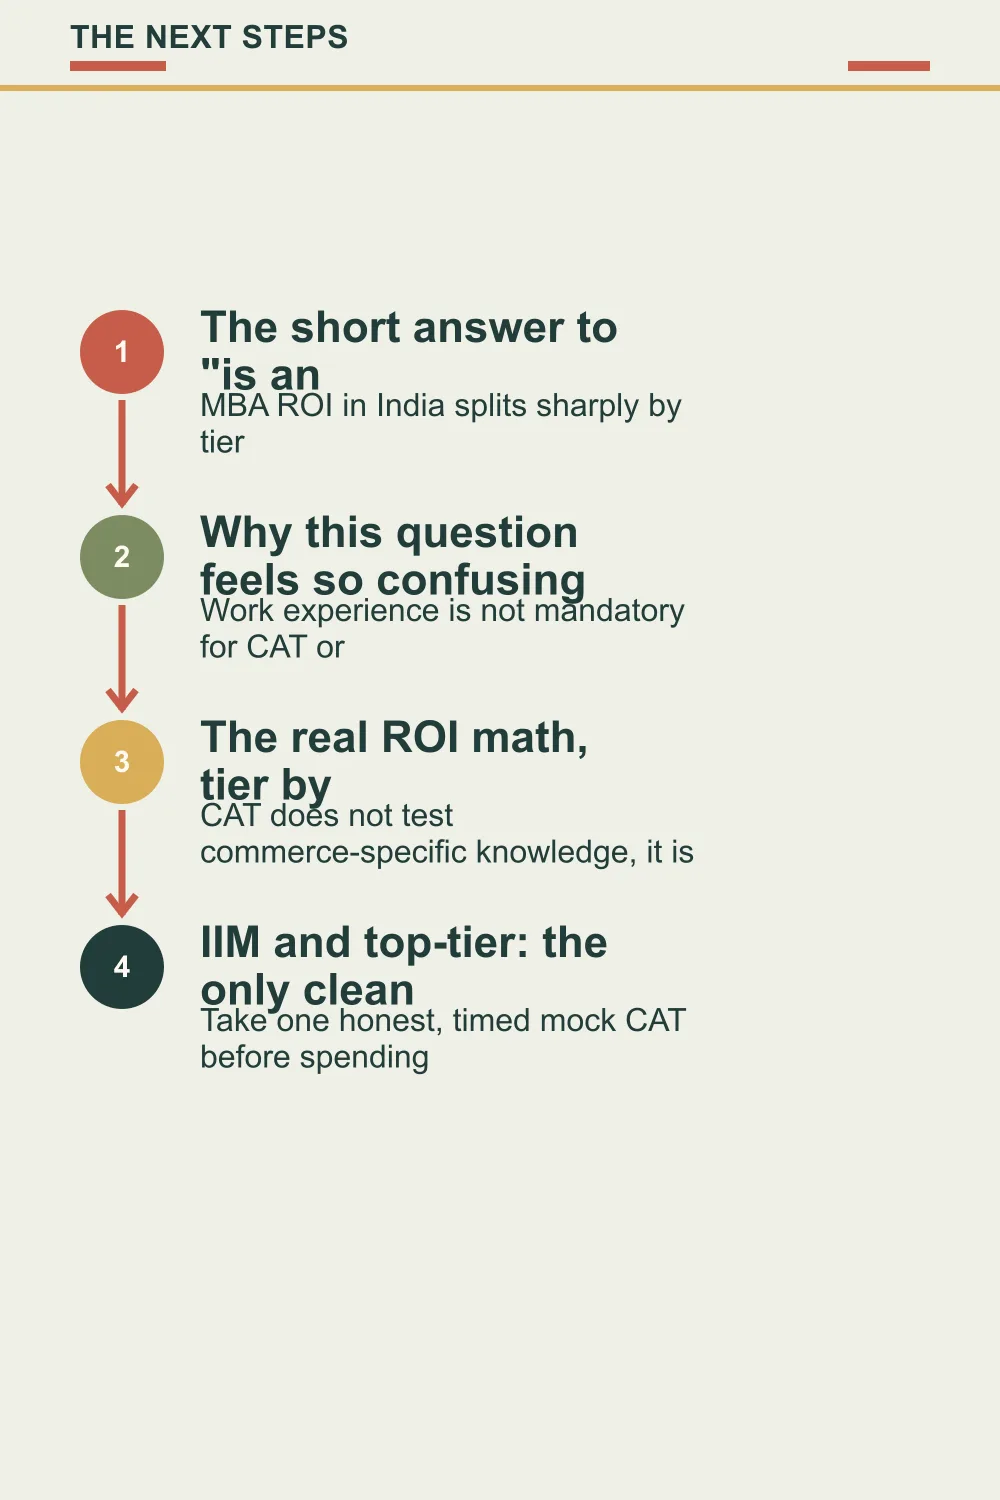 THE NEXT STEPS
1
The short answer to
"is an
MBA ROI in India splits sharply by
tier
2
Why this question
feels so confusing
Work experience is not mandatory
for CAT or
3
The real ROI math,
tier by
CAT does not test
commerce-specific knowledge, it is
4
IIM and top-tier: the
only clean
Take one honest, timed mock CAT
before spending